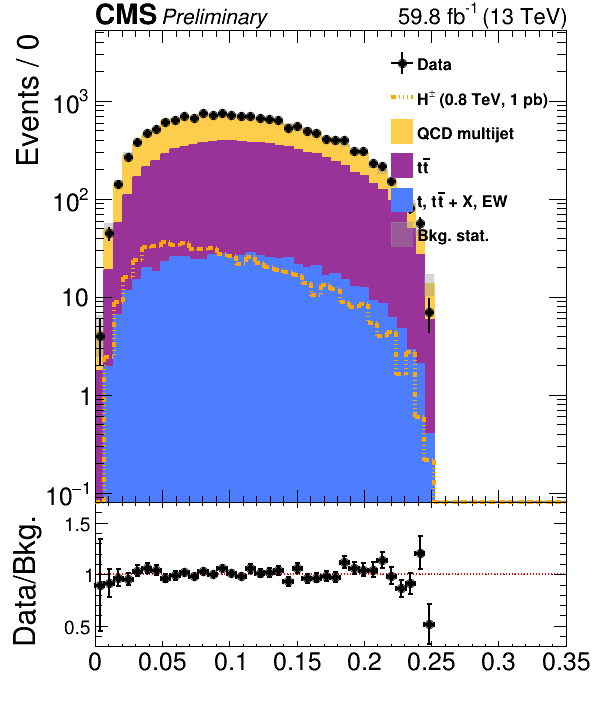 CMS Preliminary 59.8 fb⁻¹ (13 TeV)
Events / 0
10³
10²
10
1
10⁻¹
Data
H± (0.8 TeV, 1 pb)
QCD multijet
tt̄
t, tt̄ + X, EW
Bkg. stat.
Data/Bkg.
1.5
1
0.5
0 0.05 0.1 0.15 0.2 0.25 0.3 0.35